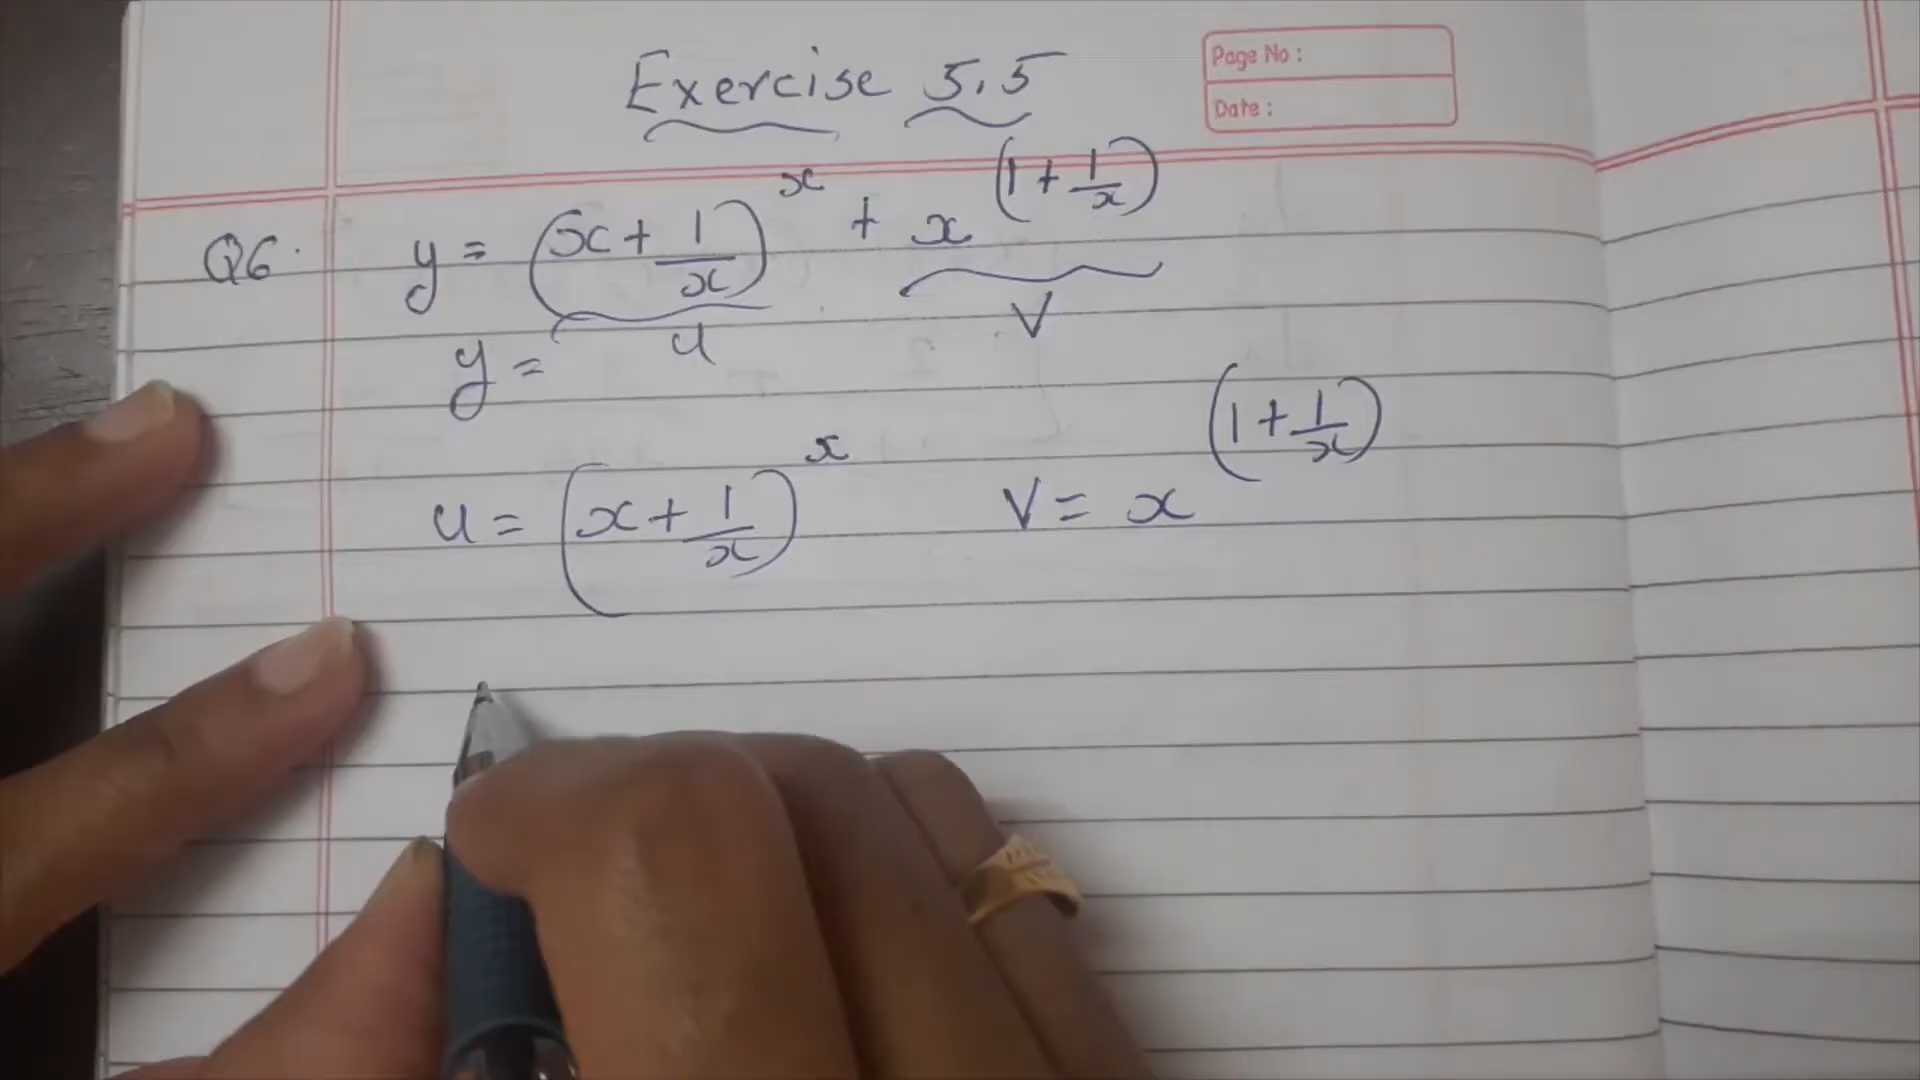 Exercise 5.5
Page No :
Date :
Q6. y = (x + 1/x)^x + x^(1 + 1/x)
u
V
y =
u = (x + 1/x)^x V = x^(1 + 1/x)